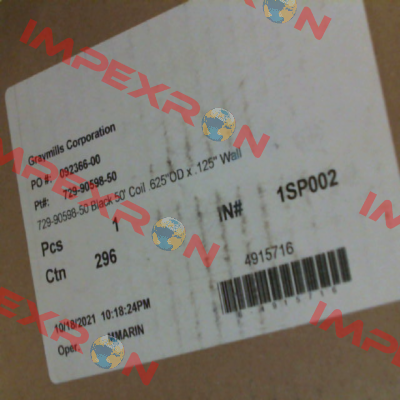 IMPEXRON
Graymills Corporation
PO #: 092366-00
Pt#: 729-90598-50
729-90598-50 Black 50' Coil .625"OD x .125" Wall
Pcs 1 IN# 1SP002
Ctn 296
4915716
10/18/2021 10:18:24PM
Oper: MMARIN
IMPEXRON
IMPEXRON